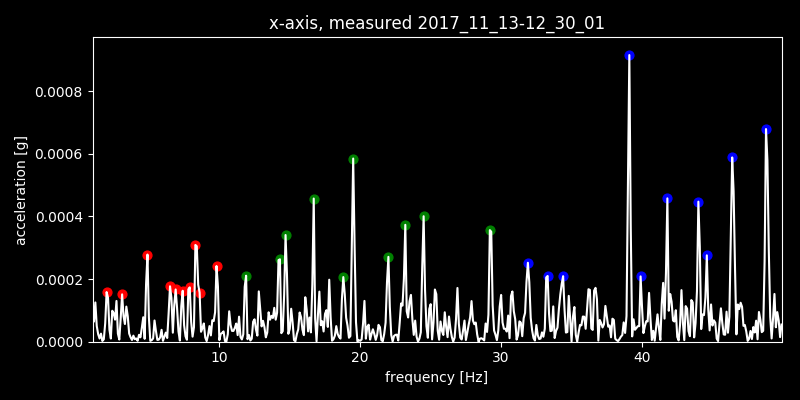 x-axis, measured 2017_11_13-12_30_01
acceleration [g]
0.0008
0.0006
0.0004
0.0002
0.0000
10 20 30 40
frequency [Hz]